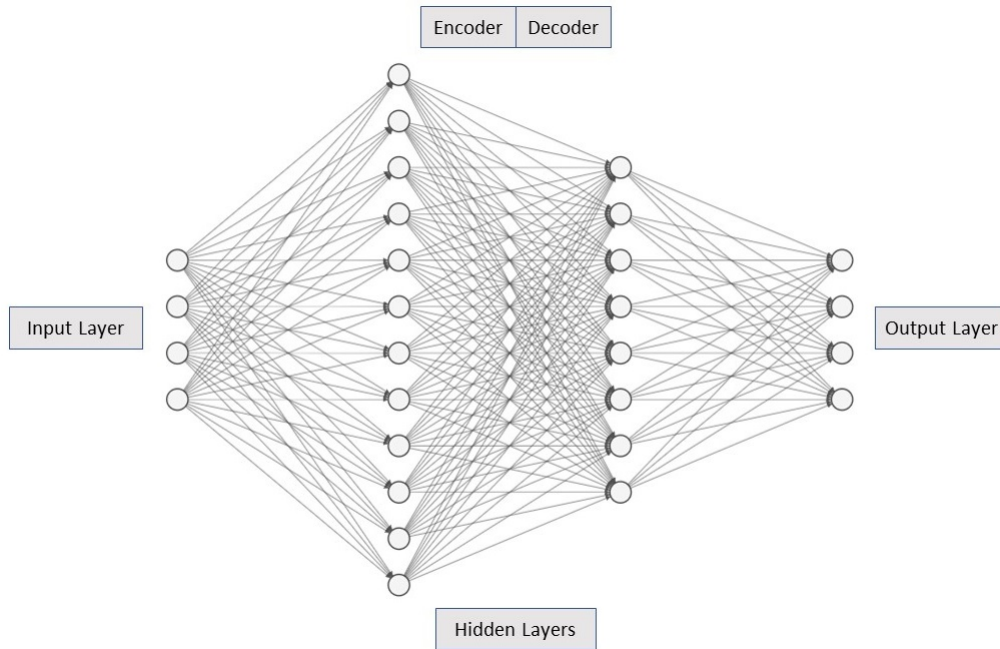 Encoder Decoder
Input Layer
Output Layer
Hidden Layers